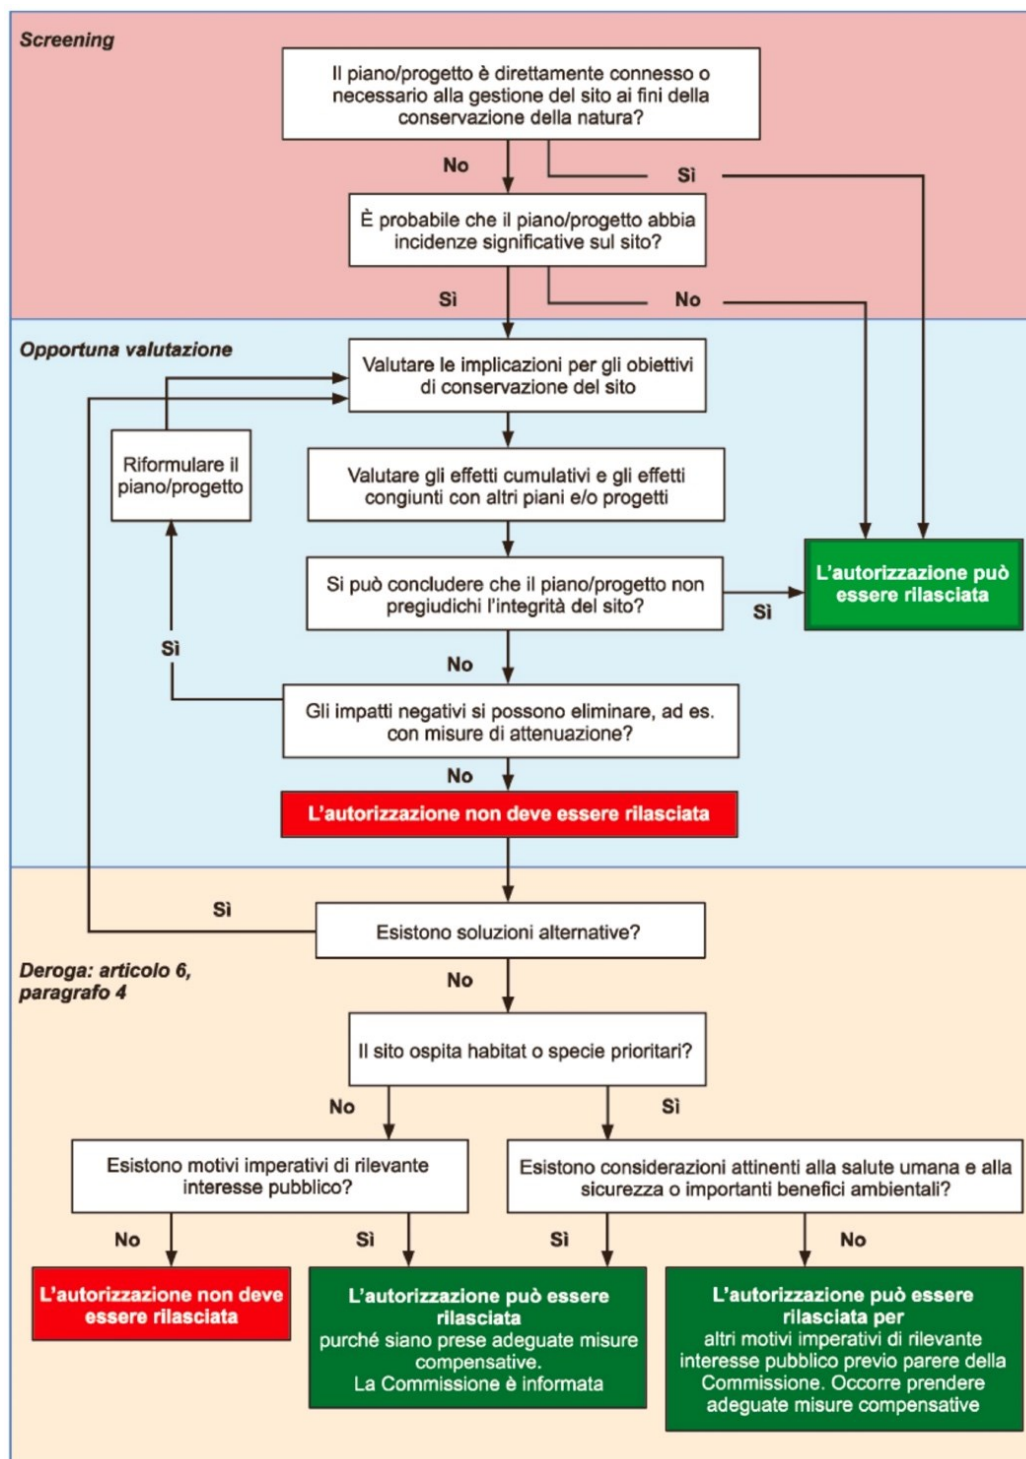 Screening
Il piano/progetto è direttamente connesso o
necessario alla gestione del sito ai fini della
conservazione della natura?
No
Sì
È probabile che il piano/progetto abbia
incidenze significative sul sito?
Sì
No
Opportuna valutazione
Valutare le implicazioni per gli obiettivi
di conservazione del sito
Riformulare il
piano/progetto
Valutare gli effetti cumulativi e gli effetti
congiunti con altri piani e/o progetti
Si può concludere che il piano/progetto non
pregiudichi l'integrità del sito?
Sì
L'autorizzazione può
essere rilasciata
No
Sì
Gli impatti negativi si possono eliminare, ad es.
con misure di attenuazione?
No
L'autorizzazione non deve essere rilasciata
Sì
Esistono soluzioni alternative?
Deroga: articolo 6,
paragrafo 4
No
Il sito ospita habitat o specie prioritari?
No
Sì
Esistono motivi imperativi di rilevante
interesse pubblico?
Esistono considerazioni attinenti alla salute umana e alla
sicurezza o importanti benefici ambientali?
No
Sì
Sì
No
L'autorizzazione non deve
essere rilasciata
L'autorizzazione può essere
rilasciata
purché siano prese adeguate misure
compensative.
La Commissione è informata
L'autorizzazione può essere
rilasciata per
altri motivi imperativi di rilevante
interesse pubblico previo parere della
Commissione. Occorre prendere
adeguate misure compensative